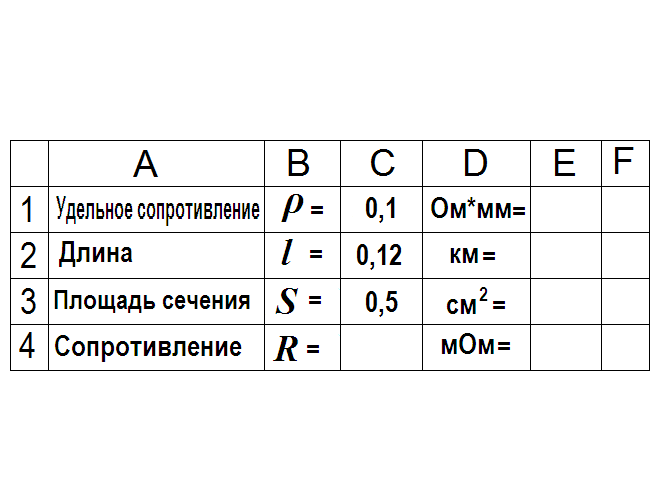 A B C D E F
1 Удельное сопротивление ρ = 0,1 Ом*мм=
2 Длина l = 0,12 км=
3 Площадь сечения S = 0,5 см²=
4 Сопротивление R = мОм=